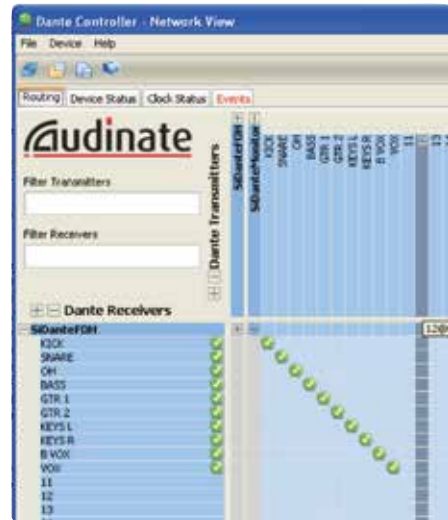 Dante Controller - Network View
File Device Help
Routing Device Status Clock Status Events
Audinate
Filter Transmitters
Filter Receivers
Dante Transmitters
SiDanteFOH
SiDanteMonitor
KICK
SNARE
OH
BASS
GTR 1
GTR 2
KEYS L
KEYS R
B VOX
VOX
11
13
Dante Receivers
SiDanteFOH
KICK
SNARE
OH
BASS
GTR 1
GTR 2
KEYS L
KEYS R
B VOX
VOX
11
12
13